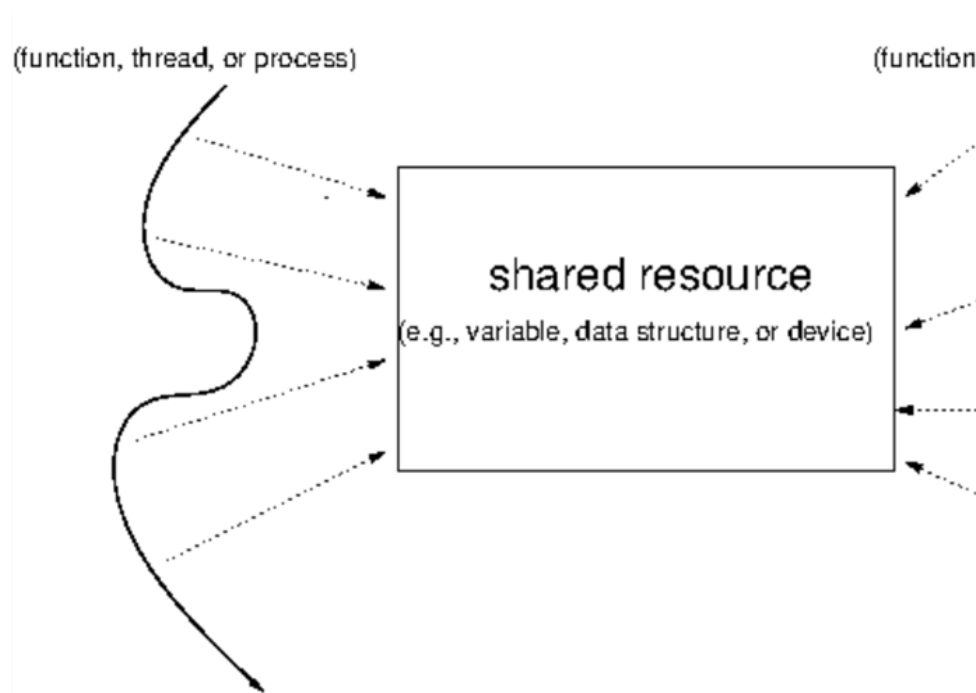 (function, thread, or process)
(function
shared resource
(e.g., variable, data structure, or device)